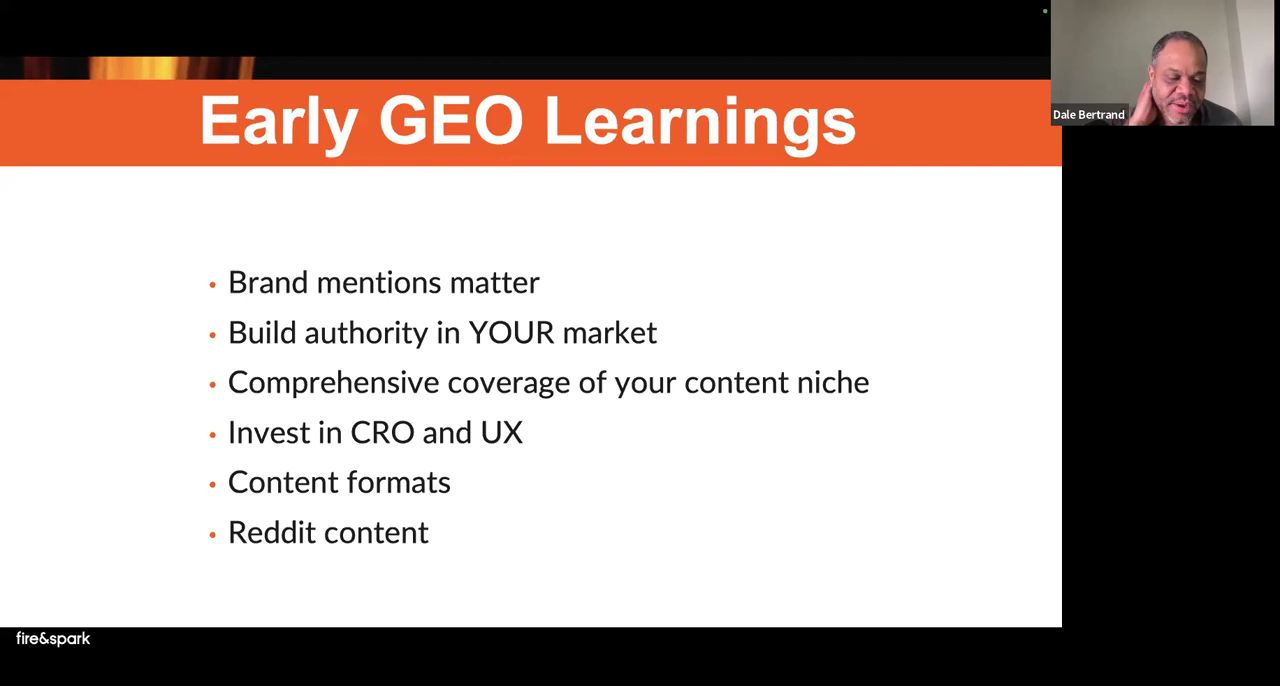 Early GEO Learnings
Dale Bertrand
• Brand mentions matter
• Build authority in YOUR market
• Comprehensive coverage of your content niche
• Invest in CRO and UX
• Content formats
• Reddit content
fire&spark